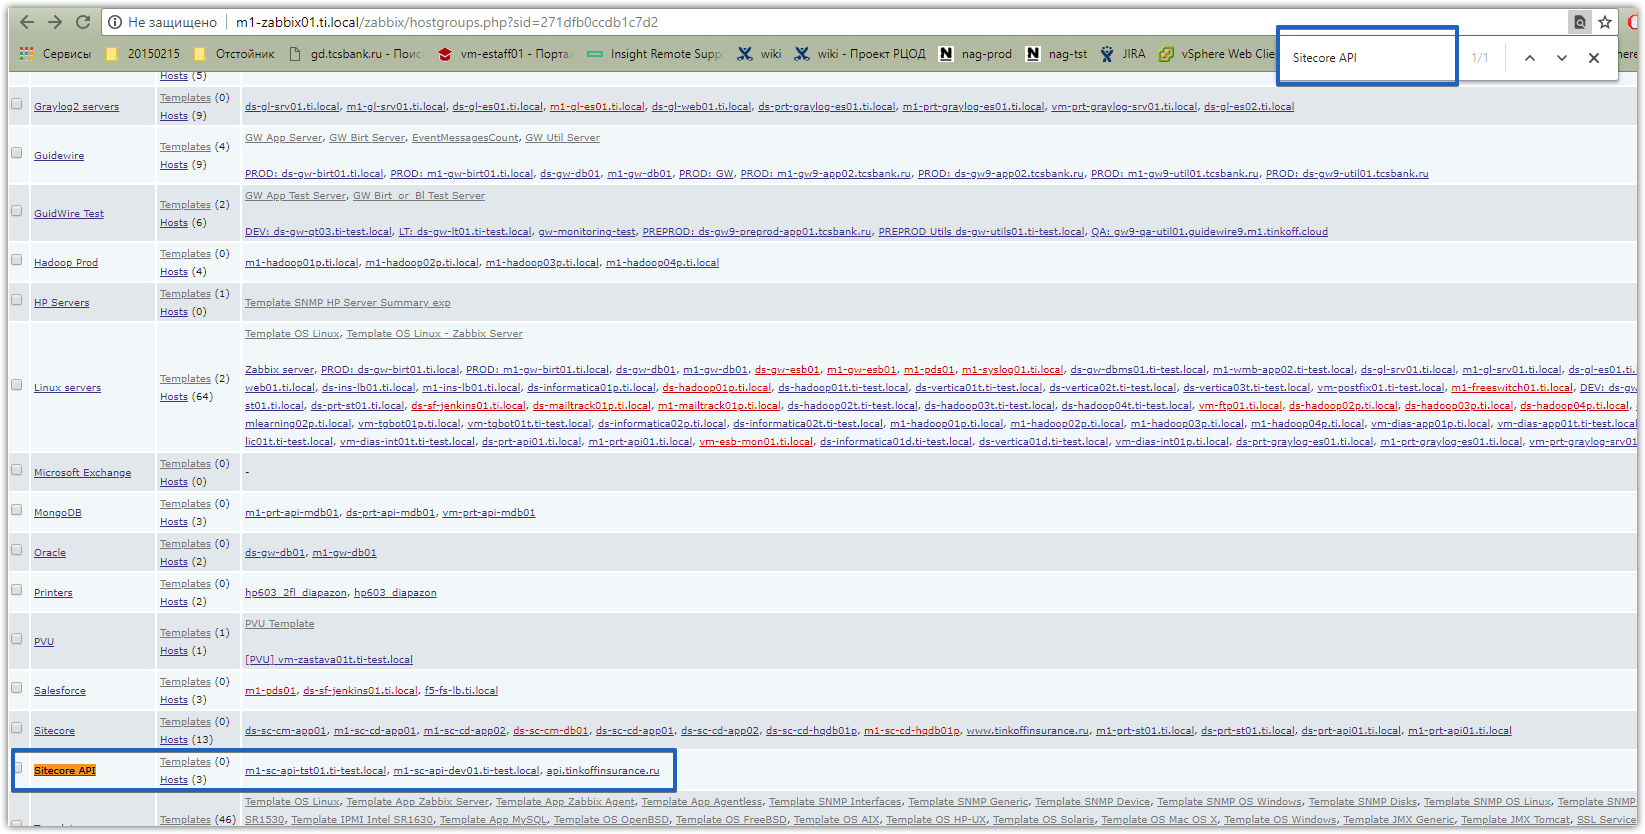 Не защищено m1-zabbix01.ti.local/zabbix/hostgroups.php?sid=271dfb0ccdb1c7d2
Сервисы 20150215 Отстойник gd.tcsbank.ru - Поис vm-estaff01 - Портал Insight Remote Supp wiki wiki - Проект РЦОД nag-prod nag-tst JIRA vSphere Web Clie
Sitecore API 1/1
Hosts (5)
Graylog2 servers
Templates (0)
Hosts (9)
ds-gl-srv01.ti.local, m1-gl-srv01.ti.local, ds-gl-es01.ti.local, m1-gl-es01.ti.local, ds-gl-web01.ti.local, ds-prt-graylog-es01.ti.local, m1-prt-graylog-es01.ti.local, vm-prt-graylog-srv01.ti.local, ds-gl-es02.ti.local
Guidewire
Templates (4)
Hosts (9)
GW App Server, GW Birt Server, EventMessagesCount, GW Util Server
PROD: ds-gw-birt01.ti.local, PROD: m1-gw-birt01.ti.local, ds-gw-db01, m1-gw-db01, PROD: GW, PROD: m1-gw9-app02.tcsbank.ru, PROD: ds-gw9-app02.tcsbank.ru, PROD: m1-gw9-util01.tcsbank.ru, PROD: ds-gw9-util01.tcsbank.ru
GuidWire Test
Templates (2)
Hosts (6)
GW App Test Server, GW Birt_or_BI Test Server
DEV: ds-gw-qt03.ti-test.local, LT: ds-gw-lt01.ti-test.local, gw-monitoring-test, PREPROD: ds-gw9-preprod-app01.tcsbank.ru, PREPROD Utils ds-gw-utils01.ti-test.local, QA: gw9-qa-util01.guidewire9.m1.tinkoff.cloud
Hadoop Prod
Templates (0)
Hosts (4)
m1-hadoop01p.ti.local, m1-hadoop02p.ti.local, m1-hadoop03p.ti.local, m1-hadoop04p.ti.local
HP Servers
Templates (1)
Hosts (0)
Template SNMP HP Server Summary exp
Linux servers
Templates (2)
Hosts (64)
Template OS Linux, Template OS Linux - Zabbix Server
Zabbix server, PROD: ds-gw-birt01.ti.local, PROD: m1-gw-birt01.ti.local, ds-gw-db01, m1-gw-db01, ds-gw-esb01, m1-gw-esb01, m1-pds01, m1-syslog01.ti.local, ds-gw-dbms01.ti-test.local, m1-wmb-app02.ti-test.local, ds-gl-srv01.ti.local, m1-gl-srv01.ti.local, ds-gl-es01.ti.
web01.ti.local, ds-ins-lb01.ti.local, m1-ins-lb01.ti.local, ds-informatica01p.ti.local, ds-hadoop01p.ti.local, ds-hadoop01t.ti-test.local, ds-vertica01t.ti-test.local, ds-vertica02t.ti-test.local, ds-vertica03t.ti-test.local, vm-postfix01.ti-test.local, m1-freeswitch01.ti.local, DEV: ds-gw
st01.ti.local, ds-prt-st01.ti.local, ds-sf-jenkins01.ti.local, ds-mailtrack01p.ti.local, m1-mailtrack01p.ti.local, ds-hadoop02t.ti-test.local, ds-hadoop03t.ti-test.local, ds-hadoop04t.ti-test.local, vm-ftp01.ti.local, ds-hadoop02p.ti.local, ds-hadoop03p.ti.local, ds-hadoop04p.ti.local,
mlearning02p.ti.local, vm-tgbot01p.ti.local, vm-tgbot01t.ti-test.local, ds-informatica02p.ti.local, ds-informatica02t.ti-test.local, m1-hadoop01p.ti.local, m1-hadoop02p.ti.local, m1-hadoop03p.ti.local, m1-hadoop04p.ti.local, vm-dias-app01p.ti.local, vm-dias-app01t.ti-test.local
lic01t.ti-test.local, vm-dias-int01t.ti-test.local, ds-prt-api01.ti.local, m1-prt-api01.ti.local, vm-esb-mon01.ti.local, ds-informatica01d.ti-test.local, ds-vertica01d.ti-test.local, vm-dias-int01p.ti.local, ds-prt-graylog-es01.ti.local, m1-prt-graylog-es01.ti.local, vm-prt-graylog-srv01
Microsoft Exchange
Templates (0)
Hosts (0)
-
MongoDB
Templates (0)
Hosts (3)
m1-prt-api-mdb01, ds-prt-api-mdb01, vm-prt-api-mdb01
Oracle
Templates (0)
Hosts (2)
ds-gw-db01, m1-gw-db01
Printers
Templates (0)
Hosts (2)
hp603_2fl_diapazon, hp603_diapazon
PVU
Templates (1)
Hosts (1)
PVU Template
[PVU] vm-zastava01t.ti-test.local
Salesforce
Templates (0)
Hosts (3)
m1-pds01, ds-sf-jenkins01.ti.local, f5-fs-lb.ti.local
Sitecore
Templates (0)
Hosts (13)
ds-sc-cm-app01, m1-sc-cd-app01, m1-sc-cd-app02, ds-sc-cm-db01, ds-sc-cd-app01, ds-sc-cd-app02, ds-sc-cd-hqdb01p, m1-sc-cd-hqdb01p, www.tinkoffinsurance.ru, m1-prt-st01.ti.local, ds-prt-st01.ti.local, ds-prt-api01.ti.local, m1-prt-api01.ti.local
Sitecore API
Templates (0)
Hosts (3)
m1-sc-api-tst01.ti-test.local, m1-sc-api-dev01.ti-test.local, api.tinkoffinsurance.ru
Templates (46)
Template OS Linux, Template App Zabbix Server, Template App Zabbix Agent, Template App Agentless, Template SNMP Interfaces, Template SNMP Generic, Template SNMP Device, Template SNMP OS Windows, Template SNMP Disks, Template SNMP OS Linux, Template SNMP
SR1530, Template IPMI Intel SR1630, Template App MySQL, Template OS OpenBSD, Template OS FreeBSD, Template OS AIX, Template OS HP-UX, Template OS Solaris, Template OS Mac OS X, Template OS Windows, Template JMX Generic, Template JMX Tomcat, SSL Service